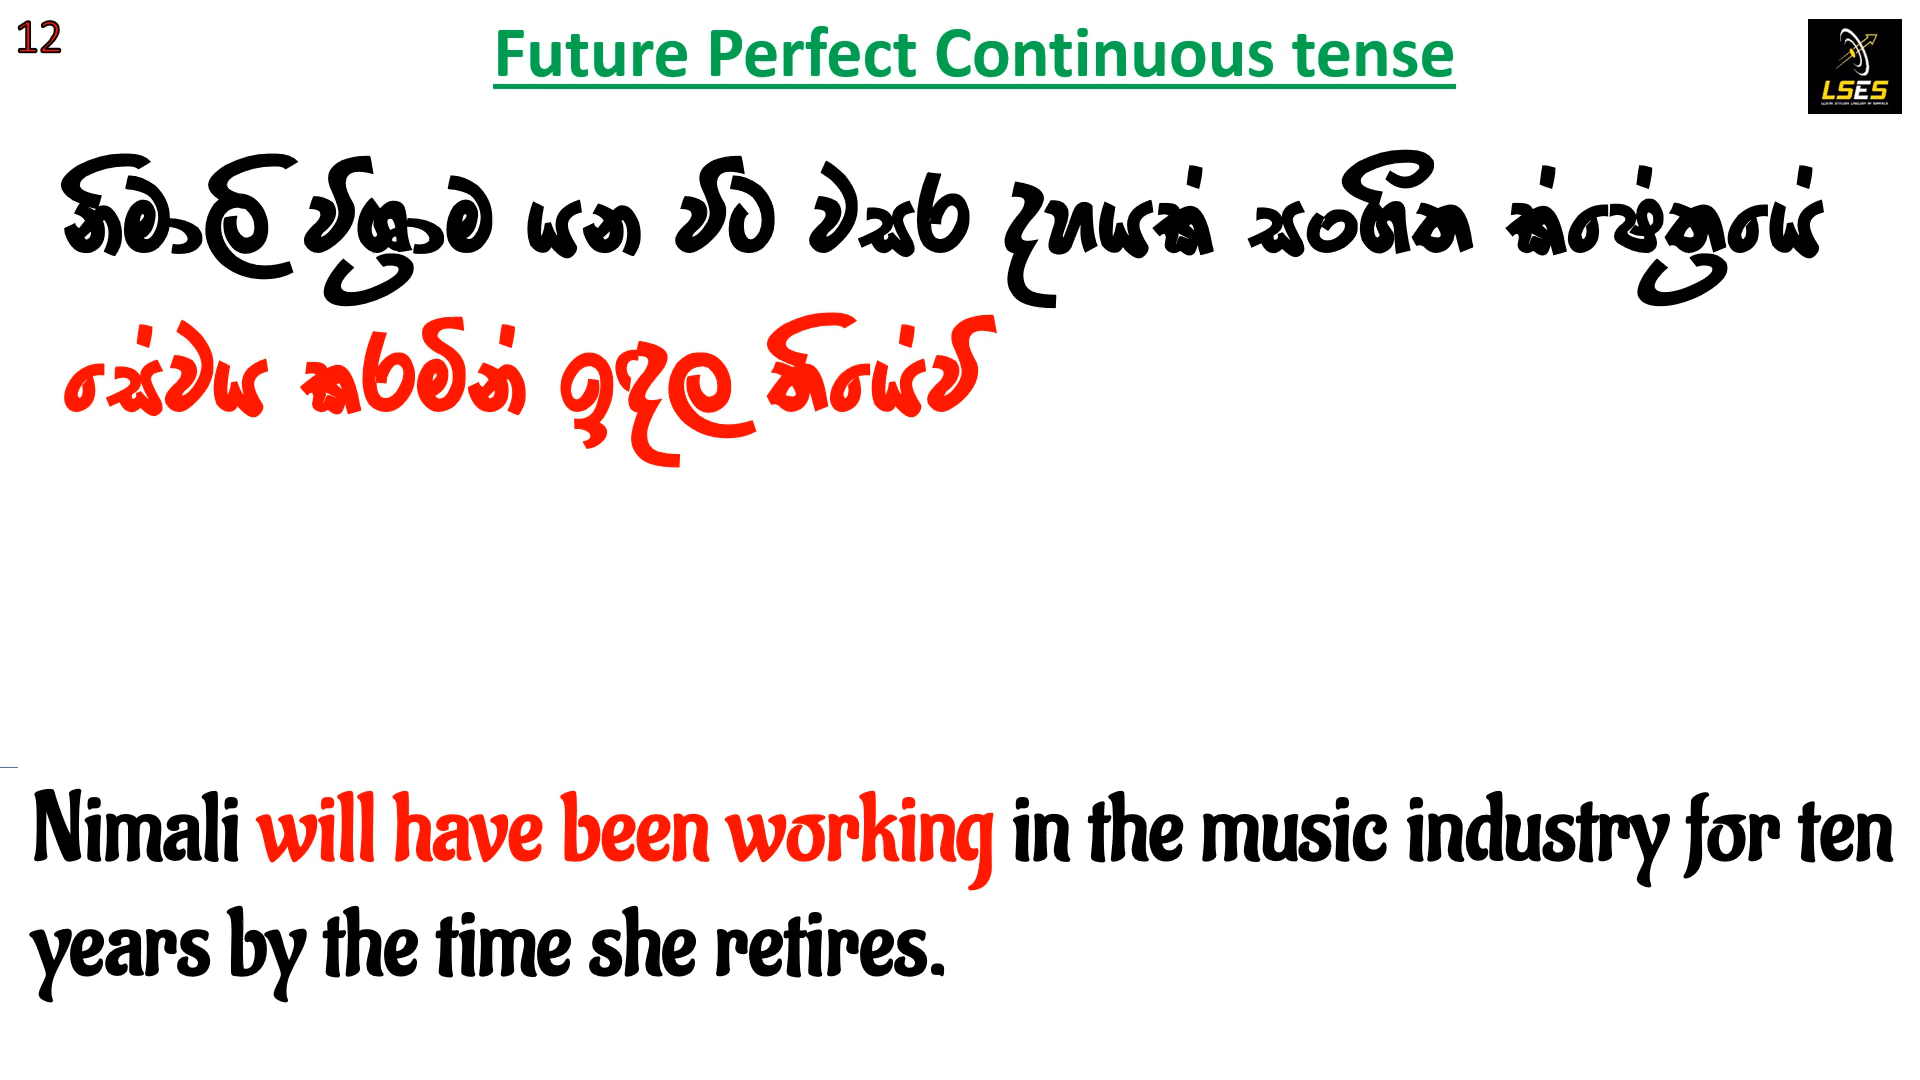 12
Future Perfect Continuous tense
LSES
නිමාලි විශ්‍රාම යන විට වසර දහයක් සංගීත ක්ෂේත්‍රයේ
සේවය කරමින් ඉඳල තියේවි
Nimali will have been working in the music industry for ten
years by the time she retires.